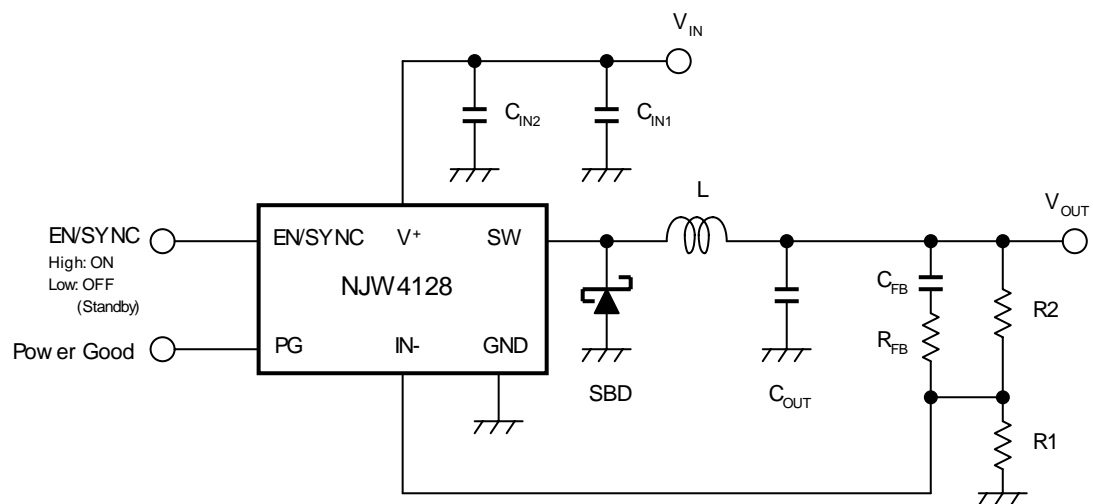 VIN
CIN2
CIN1
L
VOUT
EN/SYNC
High: ON
Low: OFF
(Standby)
EN/SYNC
V+
SW
NJW4128
CFB
R2
Power Good
PG
IN-
GND
RFB
SBD
COUT
R1